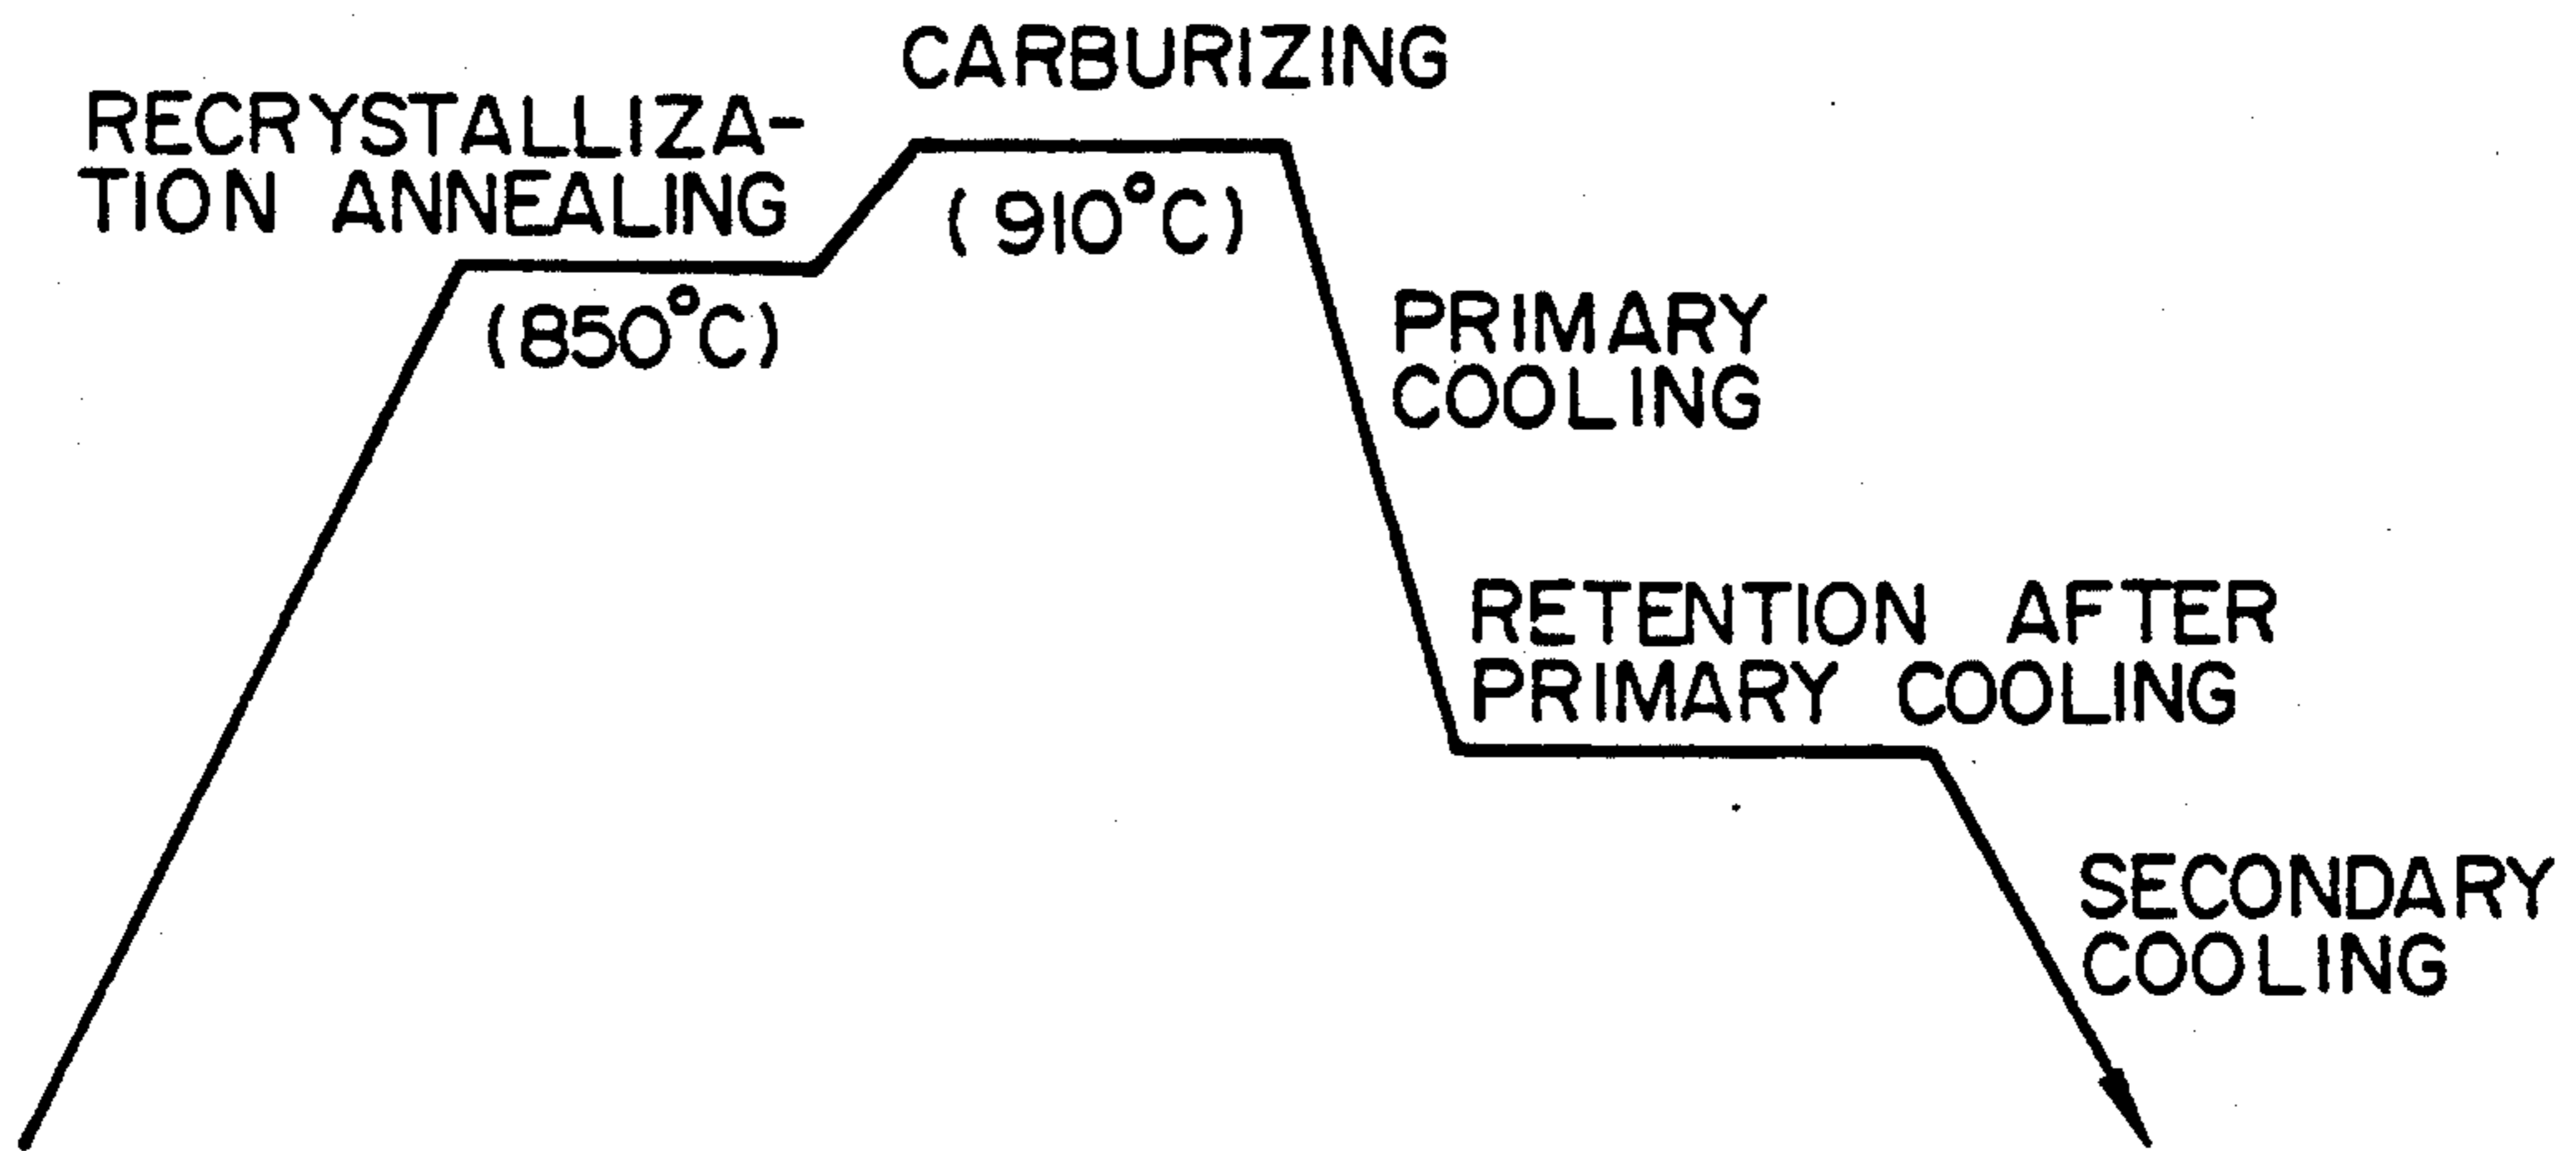 CARBURIZING
RECRYSTALLIZA-
TION ANNEALING
(910°C)
(850°C)
PRIMARY
COOLING
RETENTION AFTER
PRIMARY COOLING
SECONDARY
COOLING